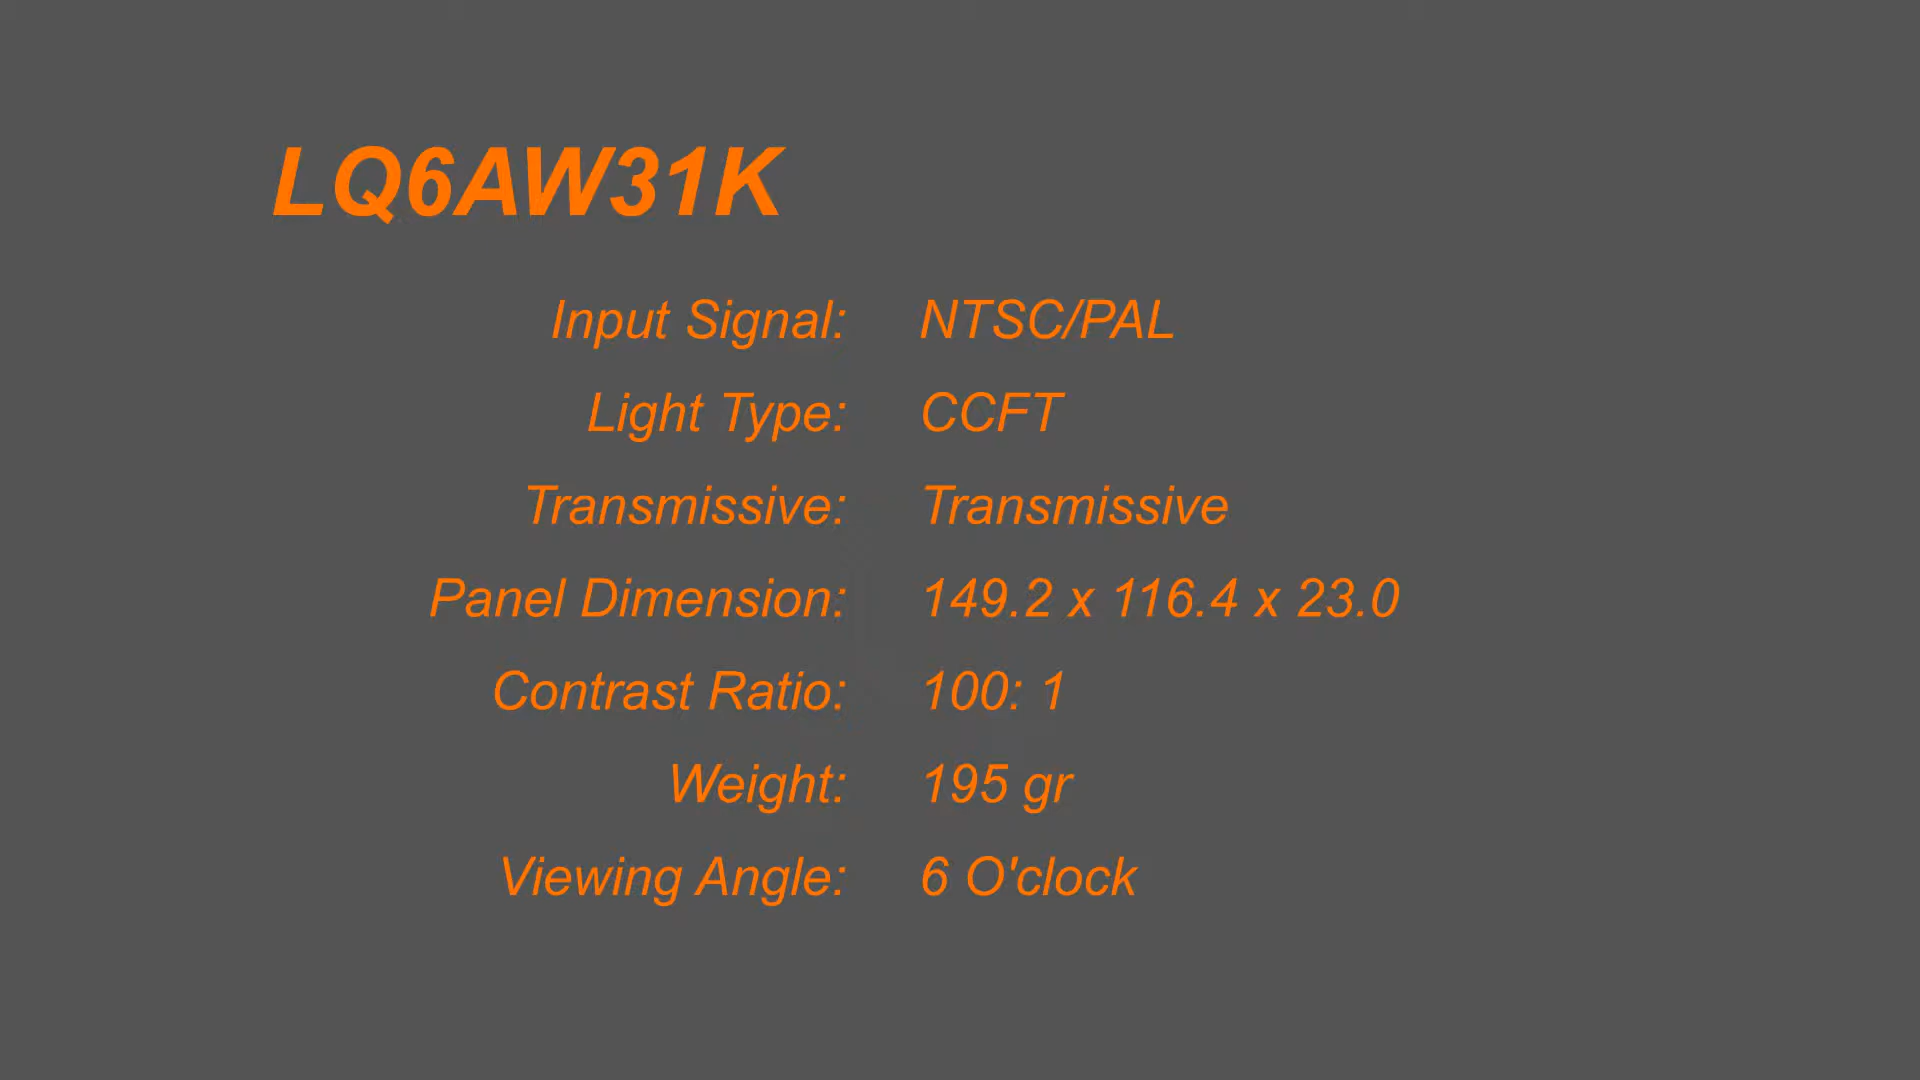 LQ6AW31K
Input Signal: NTSC/PAL
Light Type: CCFT
Transmissive: Transmissive
Panel Dimension: 149.2 x 116.4 x 23.0
Contrast Ratio: 100: 1
Weight: 195 gr
Viewing Angle: 6 O'clock